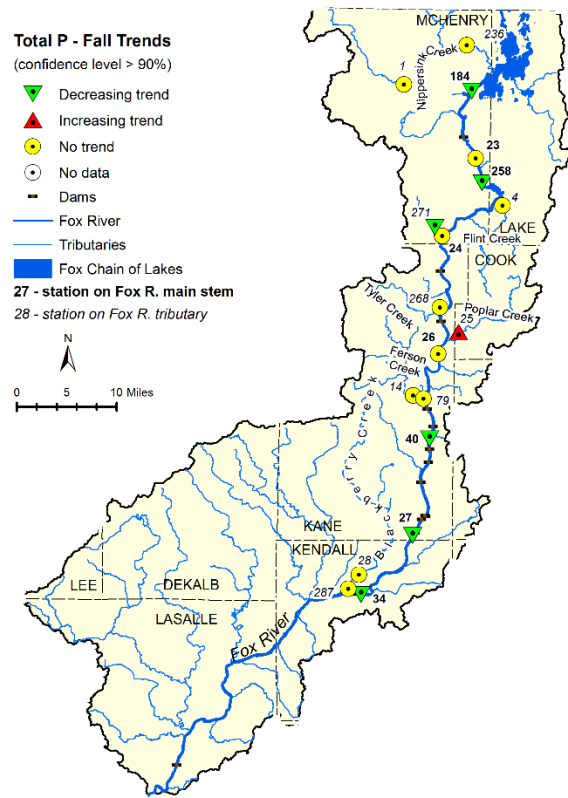 Total P - Fall Trends
(confidence level > 90%)
Decreasing trend
Increasing trend
No trend
No data
Dams
Fox River
Tributaries
Fox Chain of Lakes
27 - station on Fox R. main stem
28 - station on Fox R. tributary
N
0 5 10 Miles
MCHENRY
236
1
Nippersink Creek
184
23
258
4
271
LAKE
24
Flint Creek
COOK
268
Tyler Creek
Poplar Creek
25
26
Ferson
Creek
14
79
40
Blackberry Creek
27
KANE
KENDALL
28
287
34
LEE
DEKALB
LASALLE
Fox River